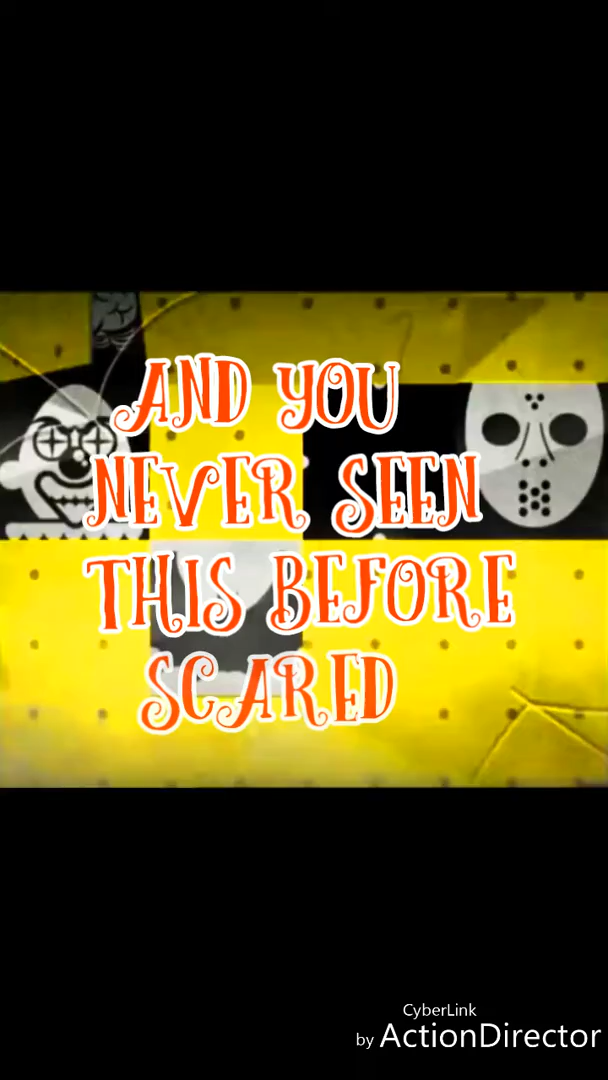 AND YOU
NEVER SEEN
THIS BEFORE
SCARED
CyberLink
by ActionDirector